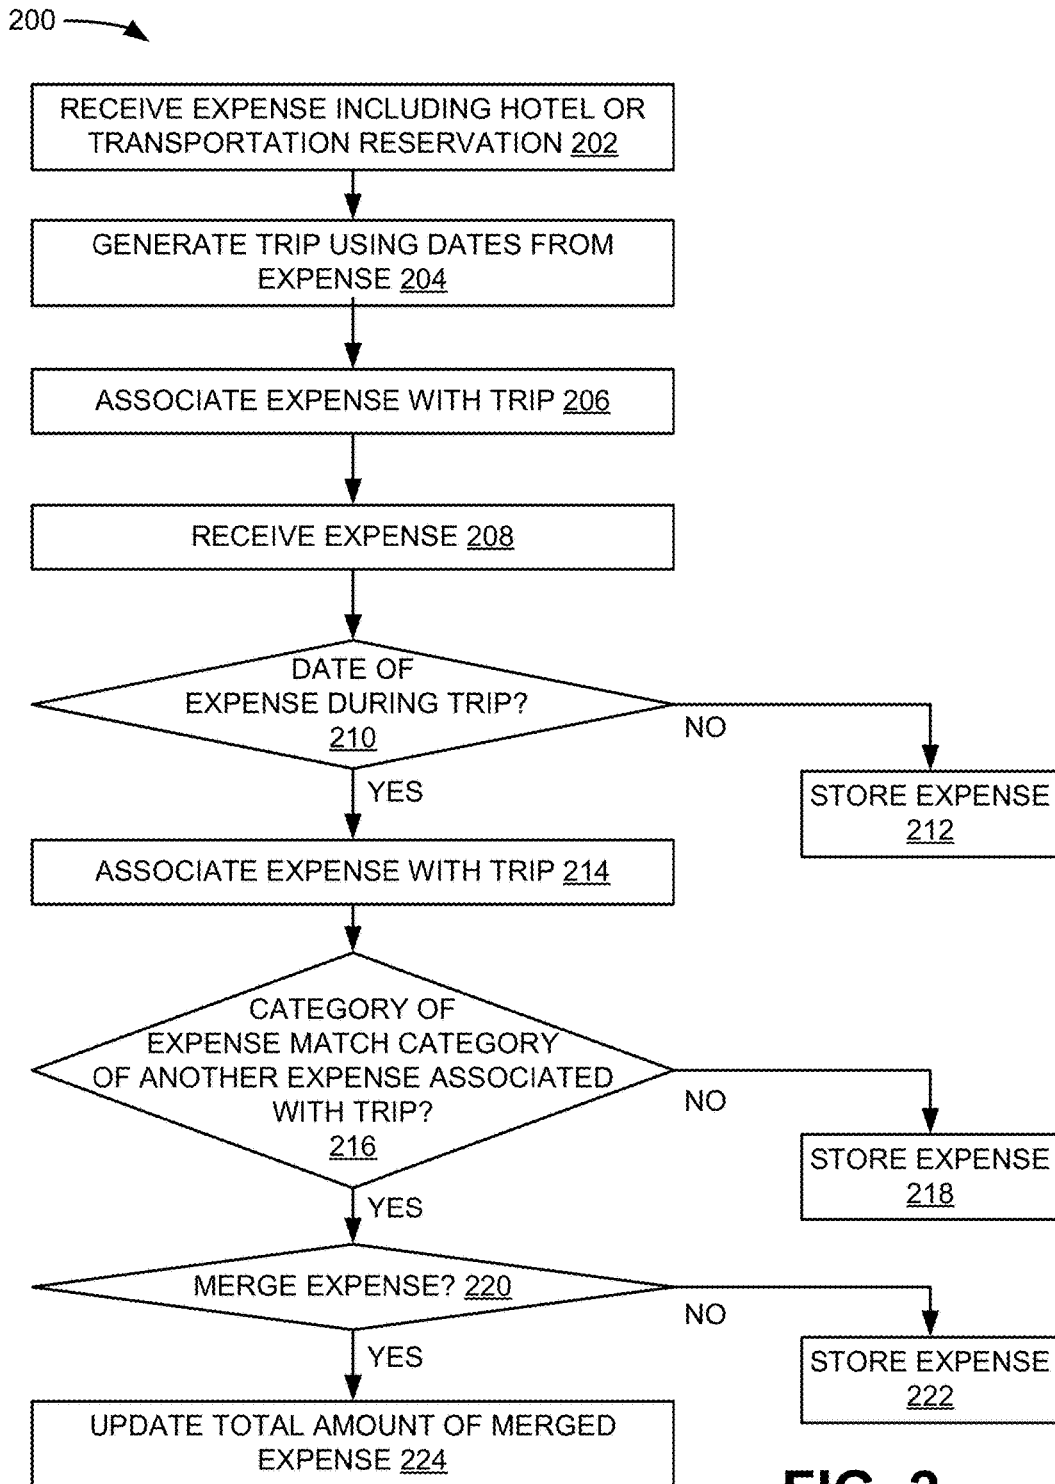 200
RECEIVE EXPENSE INCLUDING HOTEL OR
TRANSPORTATION RESERVATION 202
GENERATE TRIP USING DATES FROM
EXPENSE 204
ASSOCIATE EXPENSE WITH TRIP 206
RECEIVE EXPENSE 208
DATE OF
EXPENSE DURING TRIP?
210
NO
YES
STORE EXPENSE
212
ASSOCIATE EXPENSE WITH TRIP 214
CATEGORY OF
EXPENSE MATCH CATEGORY
OF ANOTHER EXPENSE ASSOCIATED
WITH TRIP?
216
NO
STORE EXPENSE
218
YES
MERGE EXPENSE? 220
NO
YES
STORE EXPENSE
222
UPDATE TOTAL AMOUNT OF MERGED
EXPENSE 224